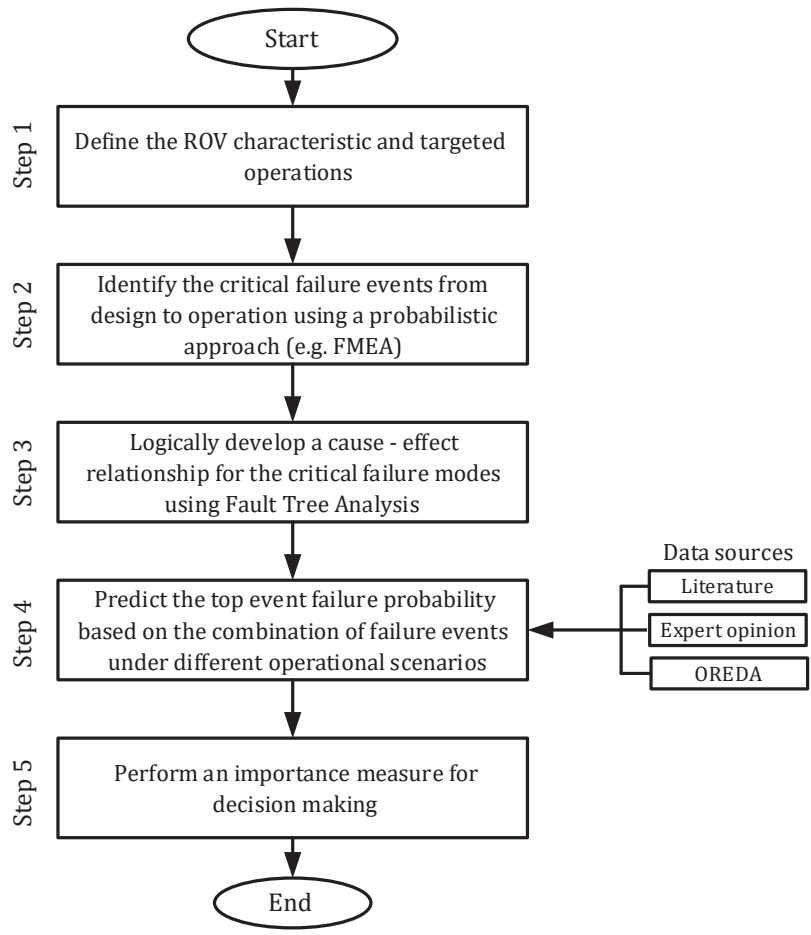 Start
Step 1
Define the ROV characteristic and targeted
operations
Step 2
Identify the critical failure events from
design to operation using a probabilistic
approach (e.g. FMEA)
Step 3
Logically develop a cause - effect
relationship for the critical failure modes
using Fault Tree Analysis
Step 4
Predict the top event failure probability
based on the combination of failure events
under different operational scenarios
Data sources
Literature
Expert opinion
OREDA
Step 5
Perform an importance measure for
decision making
End